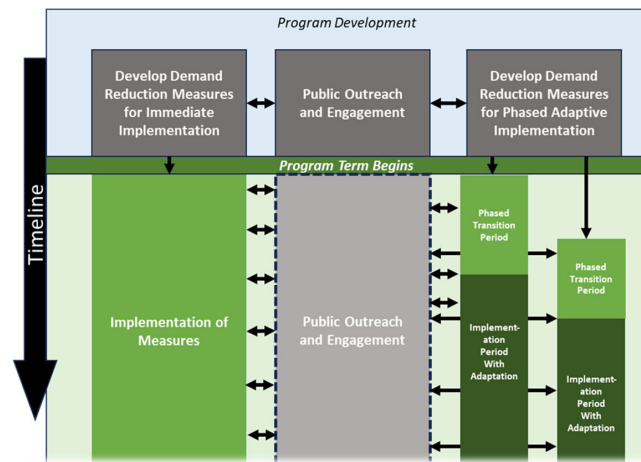 Program Development
Develop Demand
Reduction Measures
for Immediate
Implementation
Public Outreach
and Engagement
Develop Demand
Reduction Measures
for Phased Adaptive
Implementation
Program Term Begins
Timeline
Implementation of
Measures
Public Outreach
and Engagement
Phased
Transition
Period
Implement-
ation
Period
With
Adaptation
Phased
Transition
Period
Implement-
ation
Period
With
Adaptation